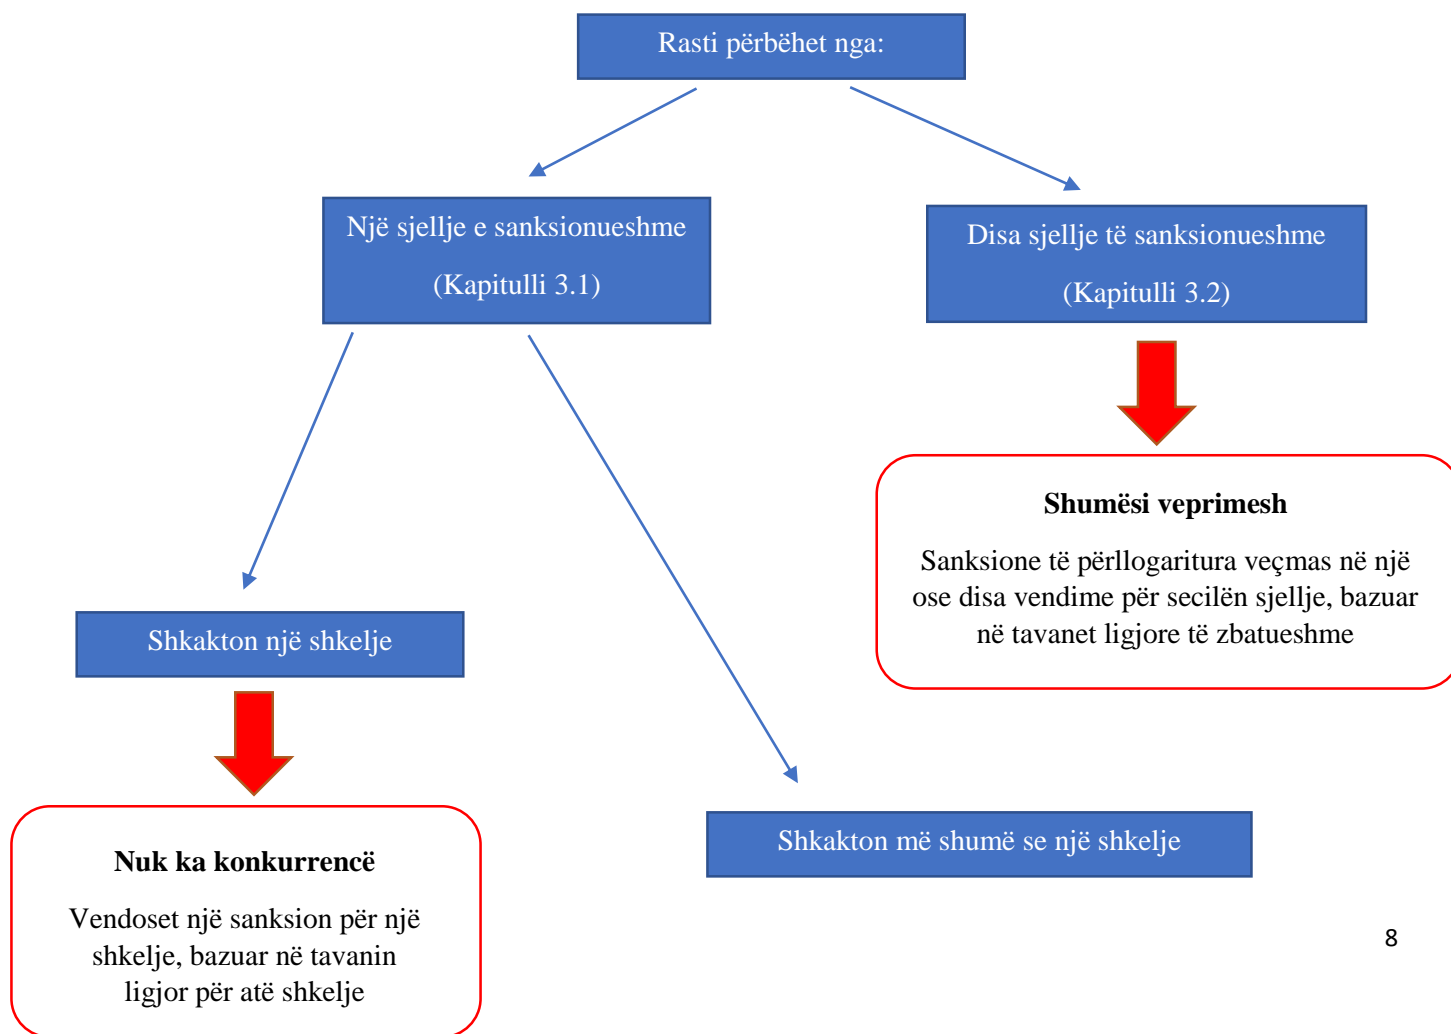 Rasti përbëhet nga:
Një sjellje e sanksionueshme
(Kapitulli 3.1)
Disa sjellje të sanksionueshme
(Kapitulli 3.2)
Shumësi veprimesh
Sanksione të përllogaritura veçmas në një
ose disa vendime për secilën sjellje, bazuar
në tavanet ligjore të zbatueshme
Shkakton një shkelje
Shkakton më shumë se një shkelje
Nuk ka konkurrencë
Vendoset një sanksion për një
shkelje, bazuar në tavanin
ligjor për atë shkelje
8